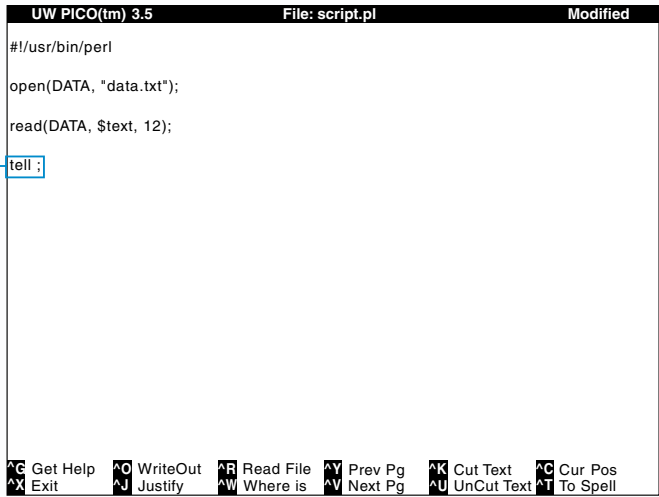 UW PICO(tm) 3.5 File: script.pl Modified
#!/usr/bin/perl
open(DATA, "data.txt");
read(DATA, $text, 12);
tell ;
^G Get Help ^O WriteOut ^R Read File ^Y Prev Pg ^K Cut Text ^C Cur Pos
^X Exit ^J Justify ^W Where is ^V Next Pg ^U UnCut Text ^T To Spell